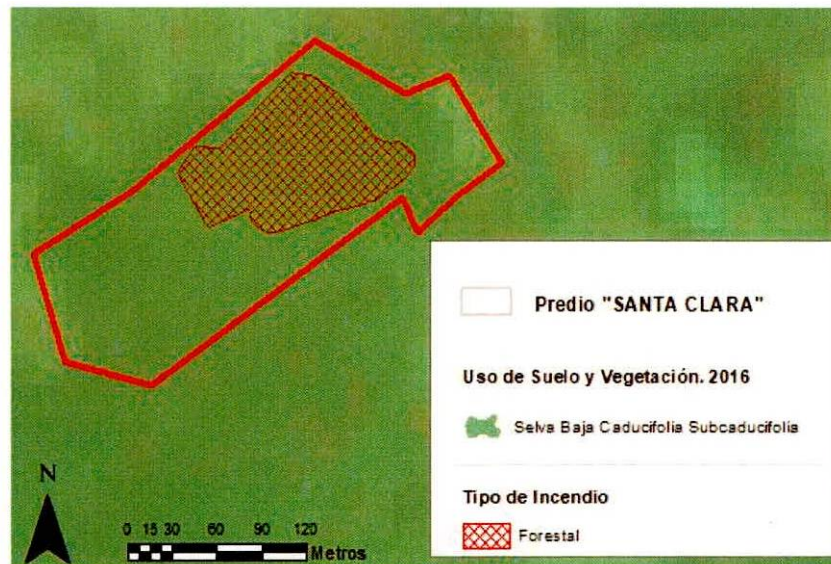 Predio "SANTA CLARA"
Uso de Suelo y Vegetación. 2016
Selva Baja Caducifolia Subcaducifolia
Tipo de Incendio
Forestal
N
0 15 30 60 90 120
Metros